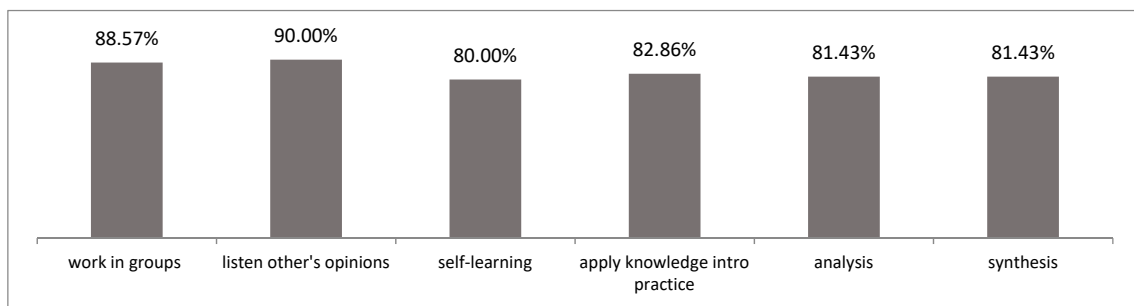 88.57%
90.00%
80.00%
82.86%
81.43%
81.43%
work in groups
listen other's opinions
self-learning
apply knowledge intro
practice
analysis
synthesis